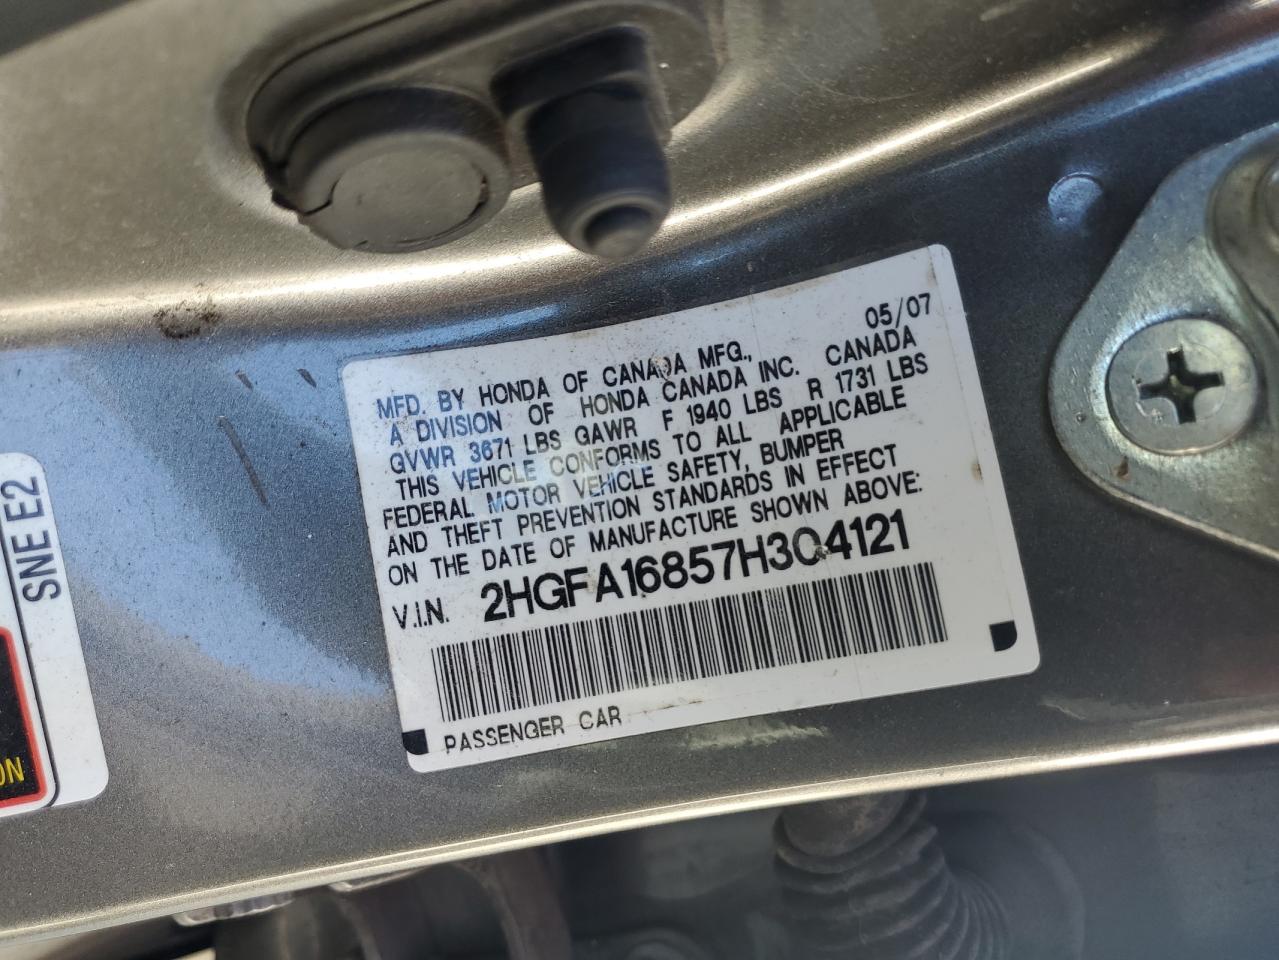 05/07
MFD. BY HONDA OF CANADA MFG.,
A DIVISION OF HONDA CANADA INC. CANADA
GVWR 3671 LBS GAWR F 1940 LBS R 1731 LBS
THIS VEHICLE CONFORMS TO ALL APPLICABLE
FEDERAL MOTOR VEHICLE SAFETY, BUMPER
AND THEFT PREVENTION STANDARDS IN EFFECT
ON THE DATE OF MANUFACTURE SHOWN ABOVE:
V.I.N. 2HGFA16857H304121
PASSENGER CAR
SNE E2